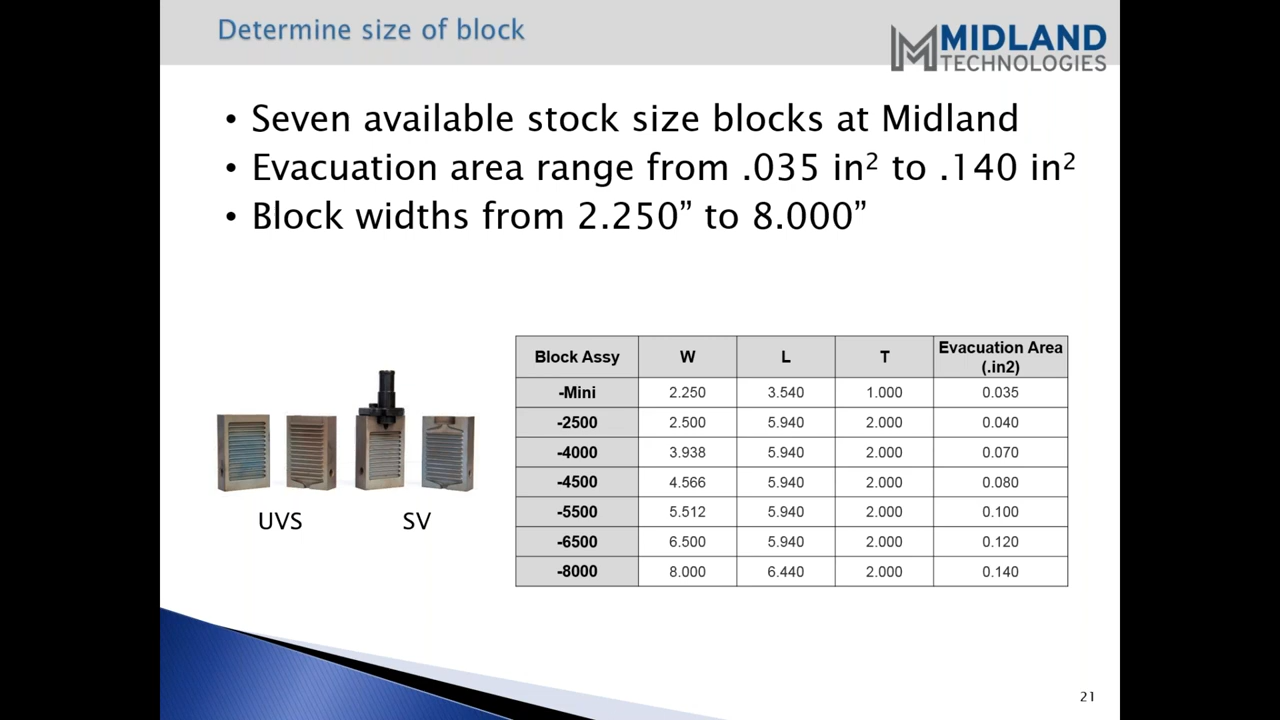 Determine size of block
MIDLAND
TECHNOLOGIES
• Seven available stock size blocks at Midland
• Evacuation area range from .035 in² to .140 in²
• Block widths from 2.250” to 8.000”
Block Assy W L T Evacuation Area (.in2)
-Mini 2.250 3.540 1.000 0.035
-2500 2.500 5.940 2.000 0.040
-4000 3.938 5.940 2.000 0.070
-4500 4.566 5.940 2.000 0.080
-5500 5.512 5.940 2.000 0.100
-6500 6.500 5.940 2.000 0.120
-8000 8.000 6.440 2.000 0.140
UVS SV
21